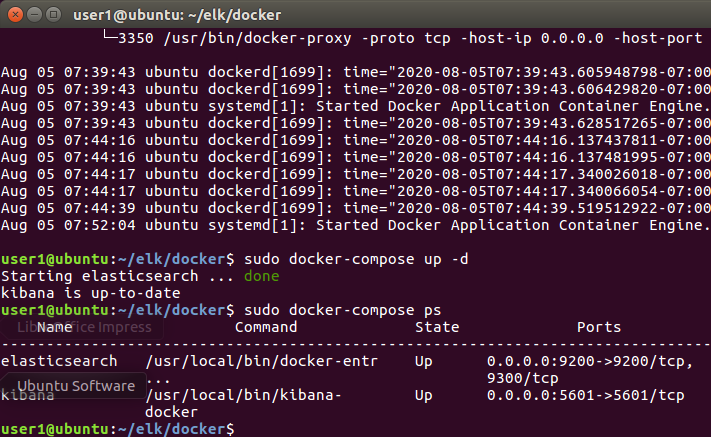 user1@ubuntu: ~/elk/docker
└─3350 /usr/bin/docker-proxy -proto tcp -host-ip 0.0.0.0 -host-port
Aug 05 07:39:43 ubuntu dockerd[1699]: time="2020-08-05T07:39:43.605948798-07:00
Aug 05 07:39:43 ubuntu dockerd[1699]: time="2020-08-05T07:39:43.606429820-07:00
Aug 05 07:39:43 ubuntu systemd[1]: Started Docker Application Container Engine.
Aug 05 07:39:43 ubuntu dockerd[1699]: time="2020-08-05T07:39:43.628517265-07:00
Aug 05 07:44:16 ubuntu dockerd[1699]: time="2020-08-05T07:44:16.137437811-07:00
Aug 05 07:44:16 ubuntu dockerd[1699]: time="2020-08-05T07:44:16.137481995-07:00
Aug 05 07:44:17 ubuntu dockerd[1699]: time="2020-08-05T07:44:17.340026018-07:00
Aug 05 07:44:17 ubuntu dockerd[1699]: time="2020-08-05T07:44:17.340066054-07:00
Aug 05 07:44:39 ubuntu dockerd[1699]: time="2020-08-05T07:44:39.519512922-07:00
Aug 05 07:52:04 ubuntu systemd[1]: Started Docker Application Container Engine.
user1@ubuntu:~/elk/docker$ sudo docker-compose up -d
Starting elasticsearch ... done
kibana is up-to-date
user1@ubuntu:~/elk/docker$ sudo docker-compose ps
Name Command State Ports
LibreOffice Impress
--------------------------------------------------------------------------------
elasticsearch /usr/local/bin/docker-entr Up 0.0.0.0:9200->9200/tcp,
... 9300/tcp
Ubuntu Software
kibana /usr/local/bin/kibana- Up 0.0.0.0:5601->5601/tcp
docker
user1@ubuntu:~/elk/docker$